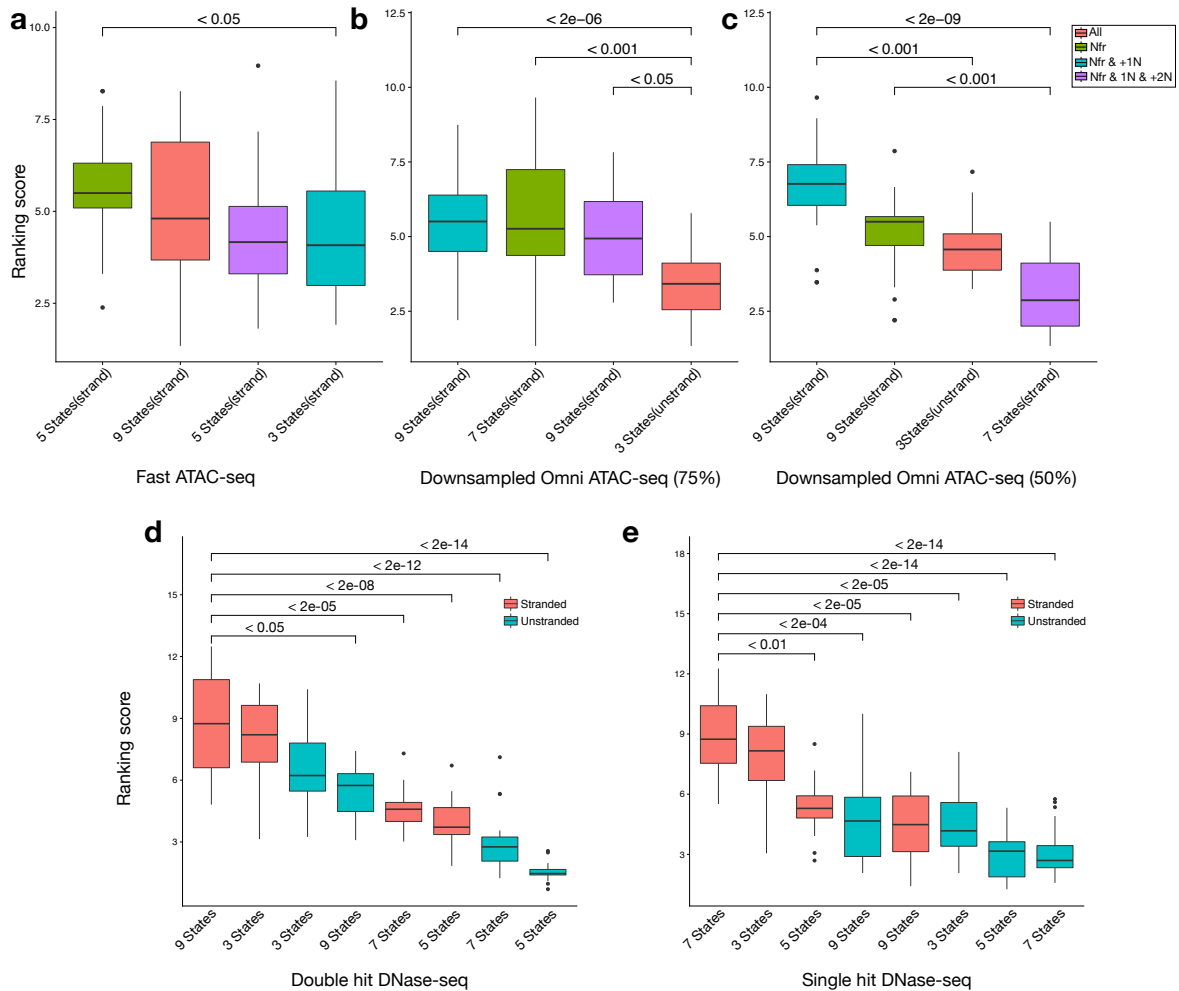 a
10.0
7.5
5.0
2.5
Ranking score
< 0.05
5 States(strand)
9 States(strand)
5 States(strand)
3 States(strand)
Fast ATAC-seq
b
12.5
10.0
7.5
5.0
2.5
< 2e−06
< 0.001
< 0.05
9 States(strand)
7 States(strand)
9 States(strand)
3 States(unstrand)
Downsampled Omni ATAC-seq (75%)
c
12.5
10.0
7.5
5.0
2.5
< 2e−09
< 0.001
< 0.001
9 States(strand)
9 States(strand)
3States(unstrand)
7 States(strand)
Downsampled Omni ATAC-seq (50%)
All
Nfr
Nfr & +1N
Nfr & 1N & +2N
d
15
12
9
6
3
Ranking score
< 2e-14
< 2e-12
< 2e-08
< 2e-05
< 0.05
Stranded
Unstranded
9 States
3 States
3 States
9 States
7 States
5 States
7 States
5 States
Double hit DNase-seq
e
18
15
12
9
6
3
< 2e-14
< 2e-14
< 2e-05
< 2e-05
< 2e-04
< 0.01
Stranded
Unstranded
7 States
3 States
5 States
9 States
9 States
3 States
5 States
7 States
Single hit DNase-seq